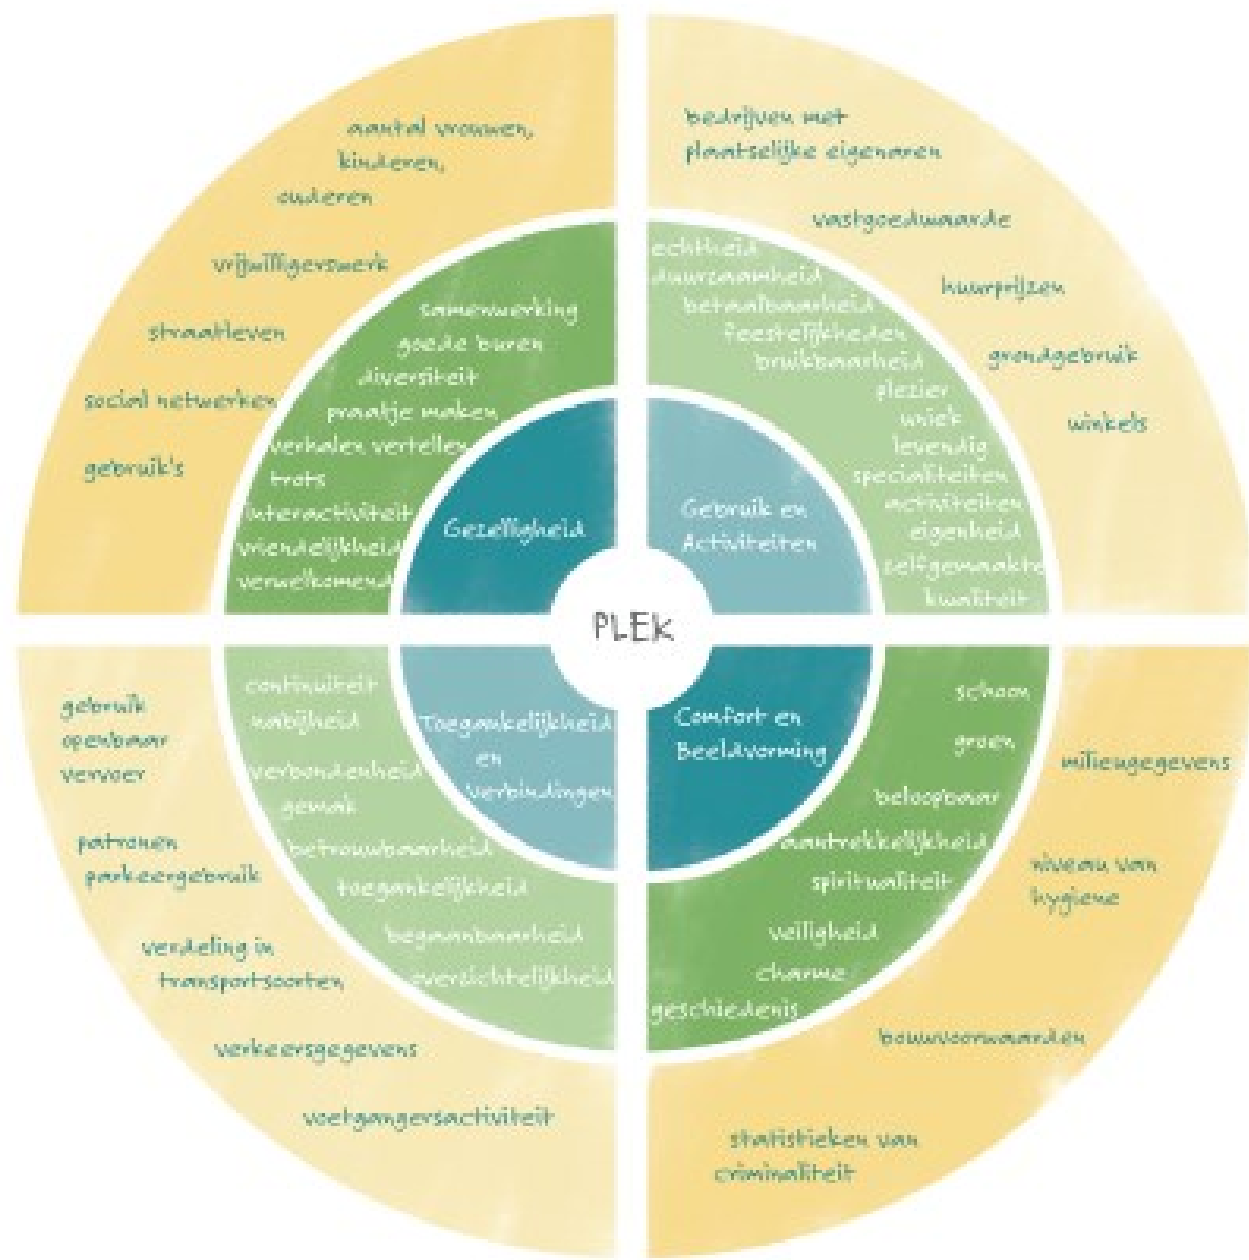 aantal vrouwen,
kinderen,
ouderen
vrijwilligerswerk
straatleven
social netwerken
gebruik's
samenwerking
goede buren
diversiteit
praatje maken
verhalen vertellen
trots
interactiviteit
vriendelijkheid
verwelkomend
Gezelligheid
bedrijven met
plaatselijke eigenaren
vastgoedwaarde
huurprijzen
grondgebruik
winkels
echtheid
duurzaamheid
betaalbaarheid
feestelijkheden
bruikbaarheid
plezier
uniek
levendig
specialiteiten
activiteiten
eigenheid
zelfgemaakte
kwaliteit
Gebruik en
Activiteiten
PLEK
gebruik
openbaar
vervoer
patronen
parkeergebruik
verdeling in
transportsoorten
verkeersgegevens
voetgangersactiviteit
continuiteit
nabijheid
verbondenheid
gemak
betrouwbaarheid
toegankelijkheid
begaanbaarheid
overzichtelijkheid
Toegankelijkheid
en
Verbindingen
Comfort en
Beeldvorming
schoon
groen
beloopbaar
aantrekkelijkheid
spiritualiteit
veiligheid
charme
geschiedenis
milieugegevens
niveau van
hygiene
bouwvoorwaarden
statistieken van
criminaliteit